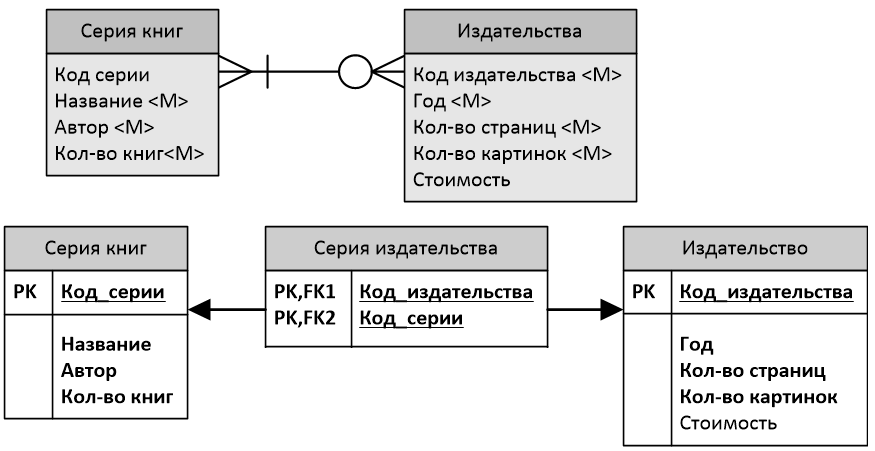 Серия книг
Код серии
Название <M>
Автор <M>
Кол-во книг<M>
Издательства
Код издательства <M>
Год <M>
Кол-во страниц <M>
Кол-во картинок <M>
Стоимость
Серия книг
PK Код_серии
Название
Автор
Кол-во книг
Серия издательства
PK,FK1 Код_издательства
PK,FK2 Код_серии
Издательство
PK Код_издательства
Год
Кол-во страниц
Кол-во картинок
Стоимость